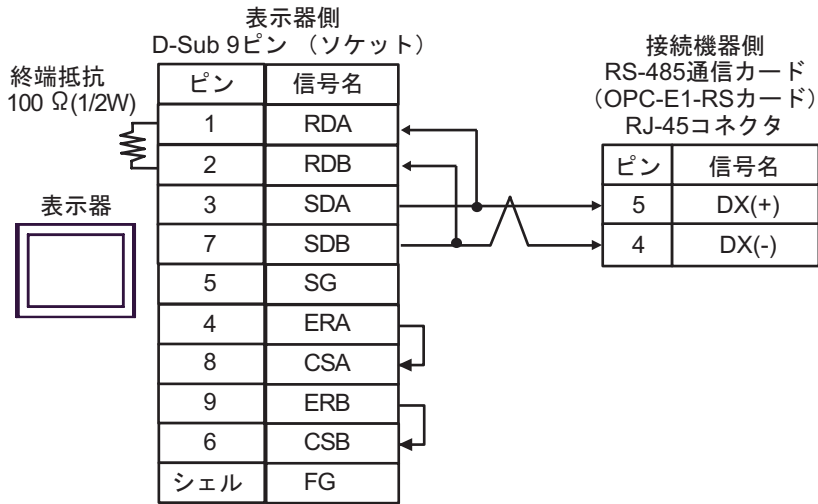 表示器側
D-Sub 9ピン （ソケット）
終端抵抗
100 Ω(1/2W)
表示器
ピン 信号名
1 RDA
2 RDB
3 SDA
7 SDB
5 SG
4 ERA
8 CSA
9 ERB
6 CSB
シェル FG
接続機器側
RS-485通信カード
（OPC-E1-RSカード）
RJ-45コネクタ
ピン 信号名
5 DX(+)
4 DX(-)